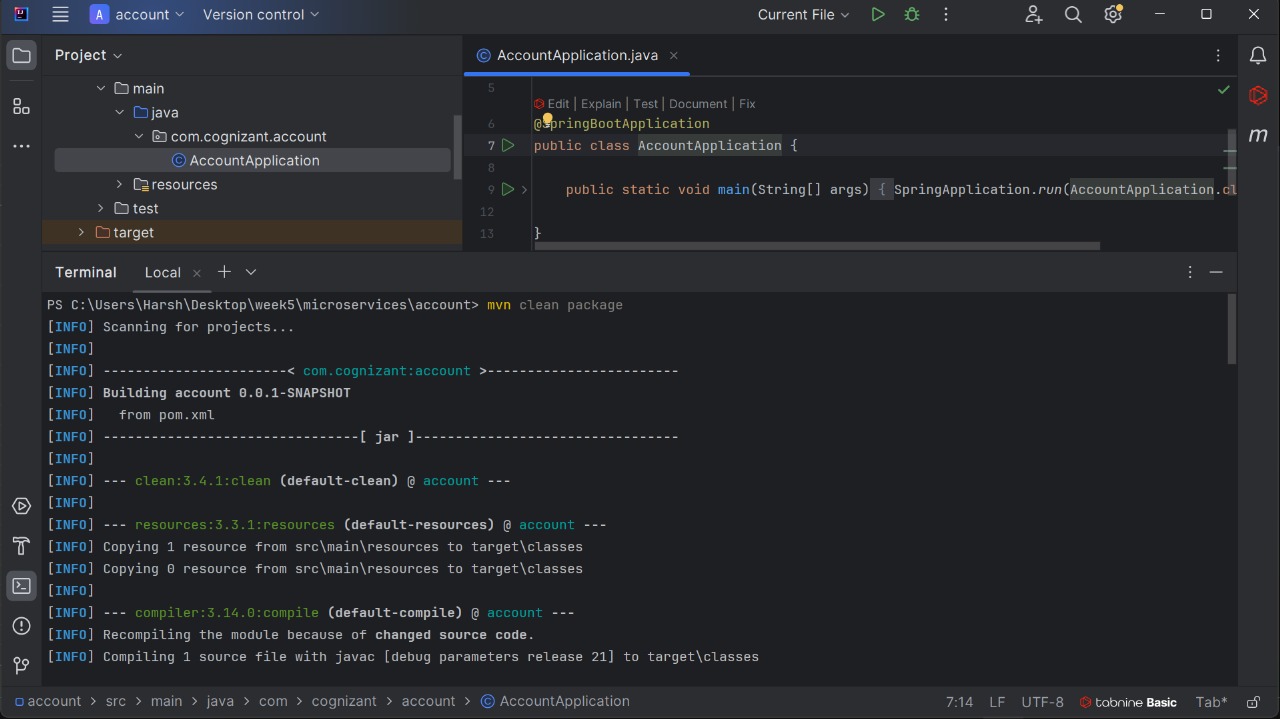 A account Version control Current File
Project
AccountApplication.java
main
java
com.cognizant.account
AccountApplication
resources
test
target
5
Edit | Explain | Test | Document | Fix
6 @SpringBootApplication
7 public class AccountApplication {
8
9 public static void main(String[] args) { SpringApplication.run(AccountApplication.cl
12
13 }
m
Terminal Local
PS C:\Users\Harsh\Desktop\week5\microservices\account> mvn clean package
[INFO] Scanning for projects...
[INFO]
[INFO] -----------------------< com.cognizant:account >------------------------
[INFO] Building account 0.0.1-SNAPSHOT
[INFO]   from pom.xml
[INFO] --------------------------------[ jar ]---------------------------------
[INFO]
[INFO] --- clean:3.4.1:clean (default-clean) @ account ---
[INFO]
[INFO] --- resources:3.3.1:resources (default-resources) @ account ---
[INFO] Copying 1 resource from src\main\resources to target\classes
[INFO] Copying 0 resource from src\main\resources to target\classes
[INFO]
[INFO] --- compiler:3.14.0:compile (default-compile) @ account ---
[INFO] Recompiling the module because of changed source code.
[INFO] Compiling 1 source file with javac [debug parameters release 21] to target\classes
account > src > main > java > com > cognizant > account > AccountApplication 7:14 LF UTF-8 tabnine Basic Tab*